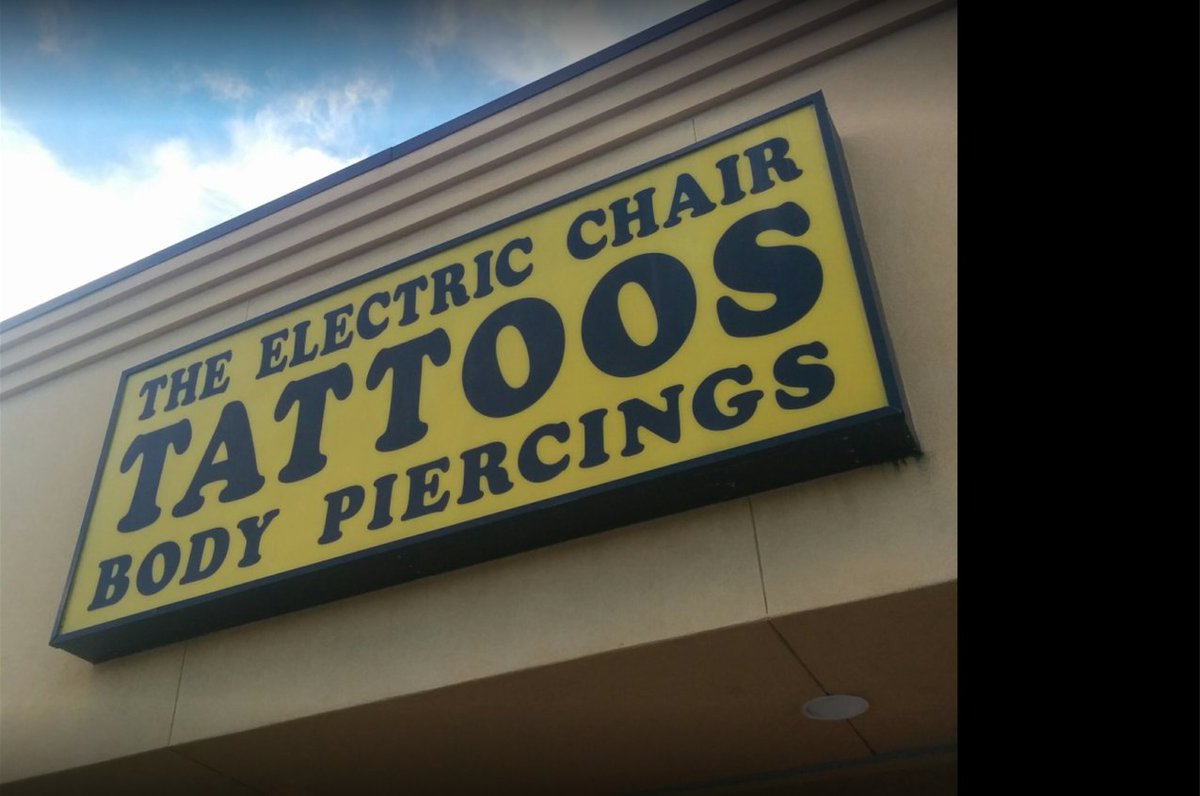 THE ELECTRIC CHAIR
TATTOOS
BODY PIERCINGS